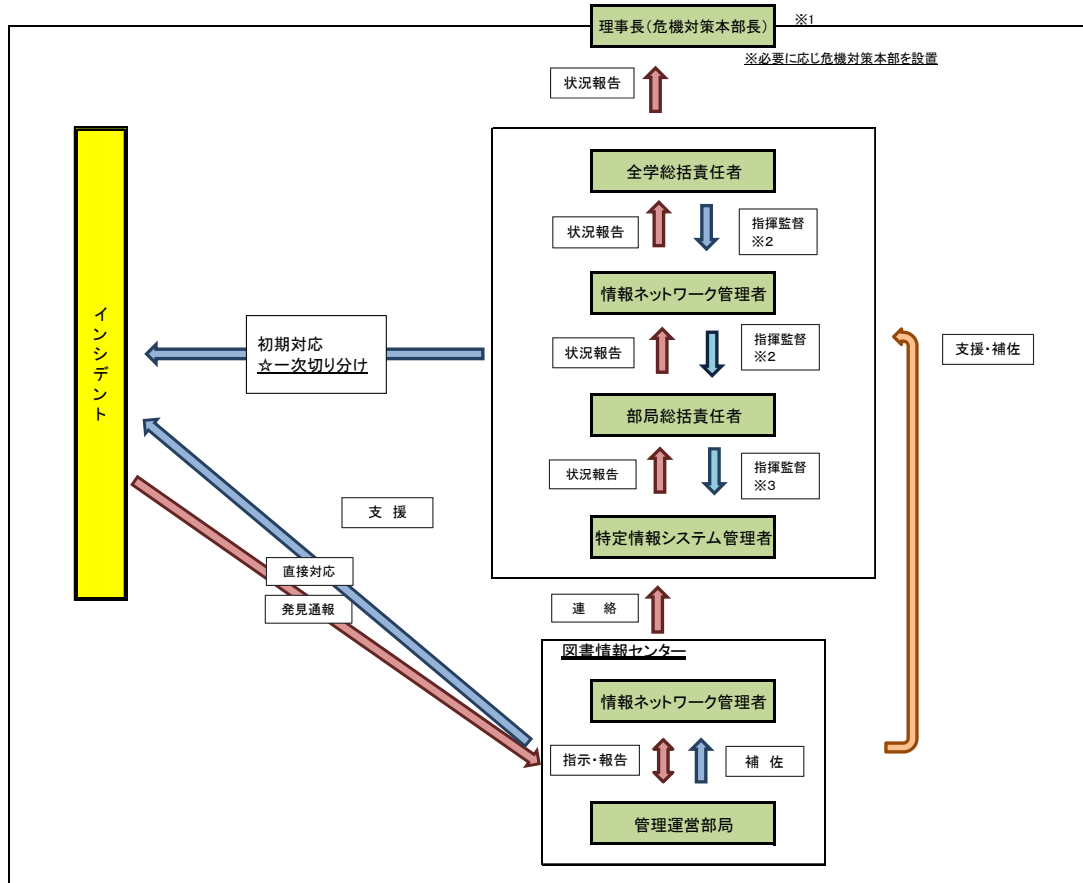 理事長（危機対策本部長）
※1
※必要に応じ危機対策本部を設置
状況報告
全学総括責任者
状況報告
指揮監督
※2
情報ネットワーク管理者
インシデント
初期対応
☆一次切り分け
状況報告
指揮監督
※2
支援・補佐
部局総括責任者
状況報告
指揮監督
※3
支 援
特定情報システム管理者
直接対応
発見通報
連 絡
図書情報センター
情報ネットワーク管理者
指示・報告
補 佐
管理運営部局